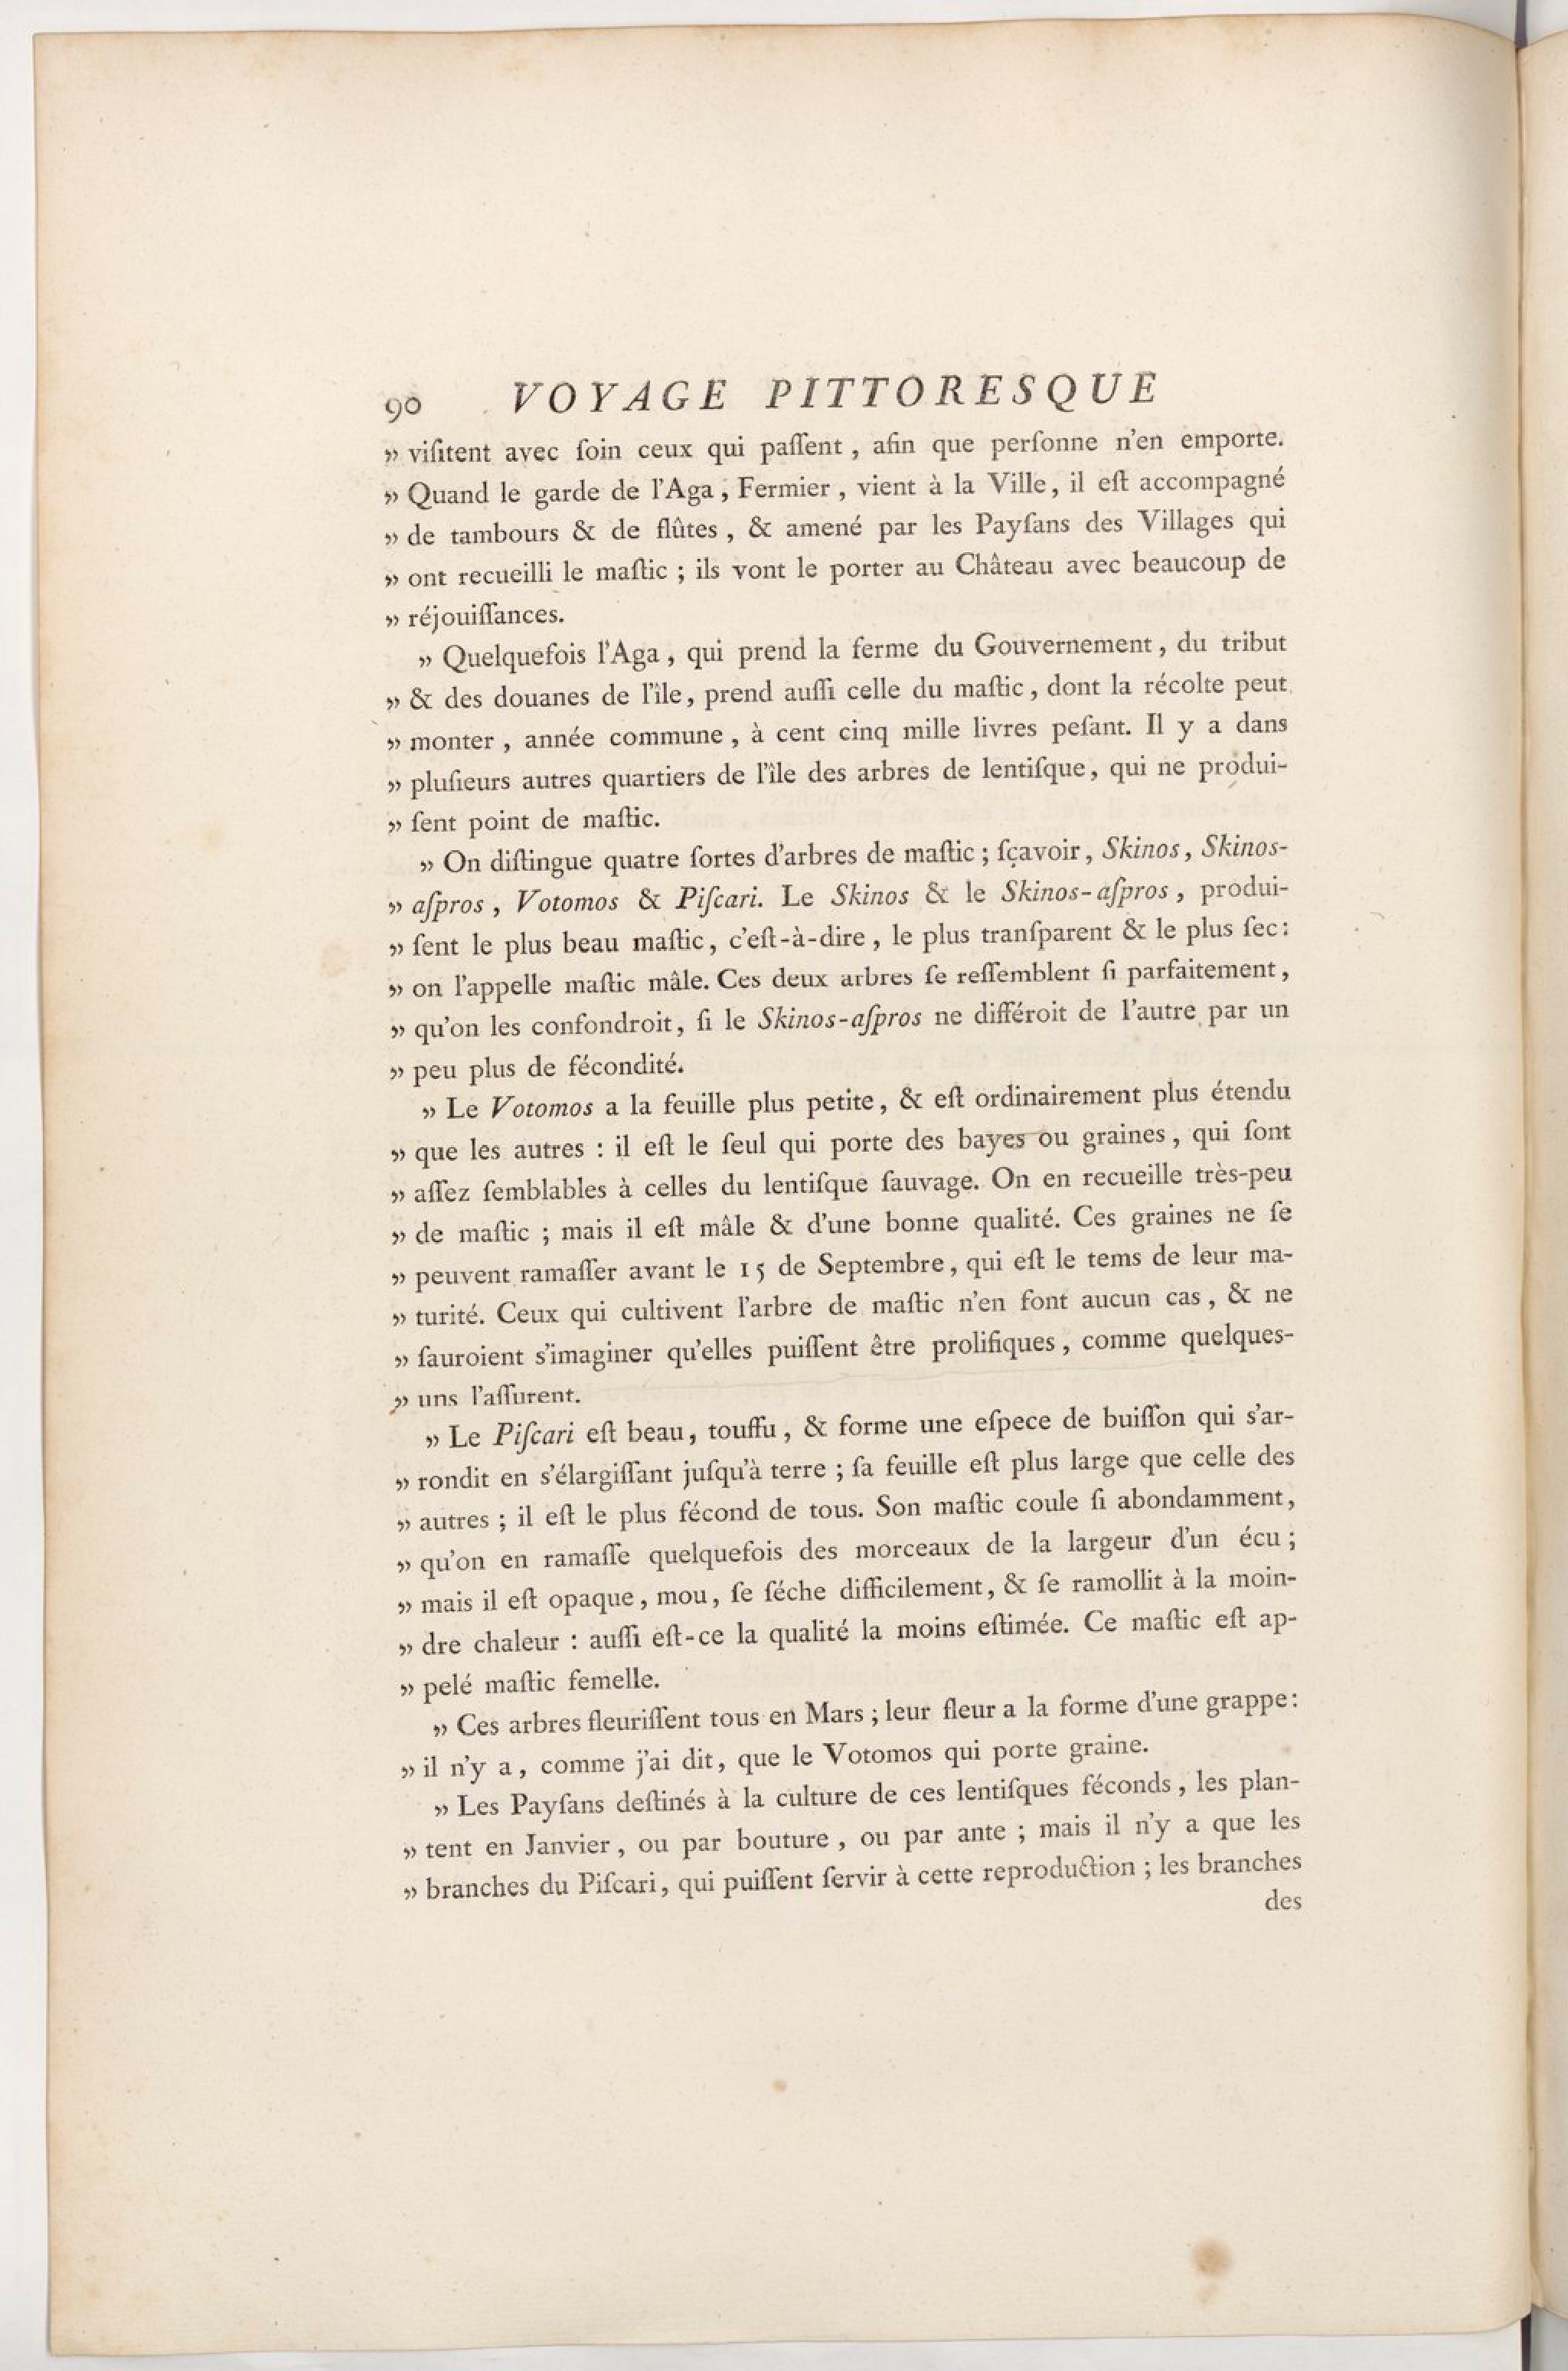 90 VOYAGE PITTORESQUE
» viſitent avec ſoin ceux qui paſſent, afin que perſonne n'en emporte.
» Quand le garde de l'Aga, Fermier, vient à la Ville, il eſt accompagné
» de tambours & de flûtes, & amené par les Payſans des Villages qui
» ont recueilli le maſtic ; ils vont le porter au Château avec beaucoup de
» réjouiſſances.
» Quelquefois l'Aga, qui prend la ferme du Gouvernement, du tribut
» & des douanes de l'île, prend auſſi celle du maſtic, dont la récolte peut
» monter, année commune, à cent cinq mille livres peſant. Il y a dans
» pluſieurs autres quartiers de l'île des arbres de lentiſque, qui ne produi-
» ſent point de maſtic.
» On diſtingue quatre ſortes d'arbres de maſtic ; ſçavoir, Skinos, Skinos-
» aſpros, Votomos & Piſcari. Le Skinos & le Skinos-aſpros, produi-
» ſent le plus beau maſtic, c'eſt-à-dire, le plus tranſparent & le plus ſec :
» on l'appelle maſtic mâle. Ces deux arbres ſe reſſemblent ſi parfaitement,
» qu'on les confondroit, ſi le Skinos-aſpros ne différoit de l'autre par un
» peu plus de fécondité.
» Le Votomos a la feuille plus petite, & eſt ordinairement plus étendu
» que les autres : il eſt le ſeul qui porte des bayes ou graines, qui ſont
» aſſez ſemblables à celles du lentiſque ſauvage. On en recueille très-peu
» de maſtic ; mais il eſt mâle & d'une bonne qualité. Ces graines ne ſe
» peuvent ramaſſer avant le 15 de Septembre, qui eſt le tems de leur ma-
» turité. Ceux qui cultivent l'arbre de maſtic n'en font aucun cas, & ne
» ſauroient s'imaginer qu'elles puiſſent être prolifiques, comme quelques-
» uns l'aſſurent.
» Le Piſcari eſt beau, touffu, & forme une eſpece de buiſſon qui s'ar-
» rondit en s'élargiſſant juſqu'à terre ; ſa feuille eſt plus large que celle des
» autres ; il eſt le plus fécond de tous. Son maſtic coule ſi abondamment,
» qu'on en ramaſſe quelquefois des morceaux de la largeur d'un écu ;
» mais il eſt opaque, mou, ſe ſéche difficilement, & ſe ramollit à la moin-
» dre chaleur : auſſi eſt-ce la qualité la moins eſtimée. Ce maſtic eſt ap-
» pelé maſtic femelle.
» Ces arbres fleuriſſent tous en Mars ; leur fleur a la forme d'une grappe :
» il n'y a, comme j'ai dit, que le Votomos qui porte graine.
» Les Payſans deſtinés à la culture de ces lentiſques féconds, les plan-
» tent en Janvier, ou par bouture, ou par ante ; mais il n'y a que les
» branches du Piſcari, qui puiſſent ſervir à cette reproduction ; les branches
des